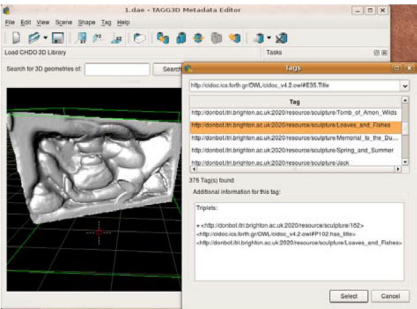 1.dae - TAGG3D Metadata Editor
File Edit View Scene Shape Tag Help
Load CHDO 3D Library
Tasks
Search for 3D geometries of:
Search
Tags
http://cidoc.ics.forth.gr/OWL/cidoc_v4.2.owl#E35.Title
Tag
http://donbot.itri.brighton.ac.uk:2020/resource/sculpture/Tomb_of_Amon_Wilds
http://donbot.itri.brighton.ac.uk:2020/resource/sculpture/Loaves_and_Fishes
http://donbot.itri.brighton.ac.uk:2020/resource/sculpture/Memorial_to_the_Du...
http://donbot.itri.brighton.ac.uk:2020/resource/sculpture/Spring_and_Summer
http://donbot.itri.brighton.ac.uk:2020/resource/sculpture/Jack
375 Tag(s) found
Additional information for this tag:
Triplets:
+ <http://donbot.itri.brighton.ac.uk:2020/resource/sculpture/162>
<http://cidoc.ics.forth.gr/OWL/cidoc_v4.2.owl#P102.has_title>
<http://donbot.itri.brighton.ac.uk:2020/resource/sculpture/Loaves_and_Fishes>
Select
Cancel